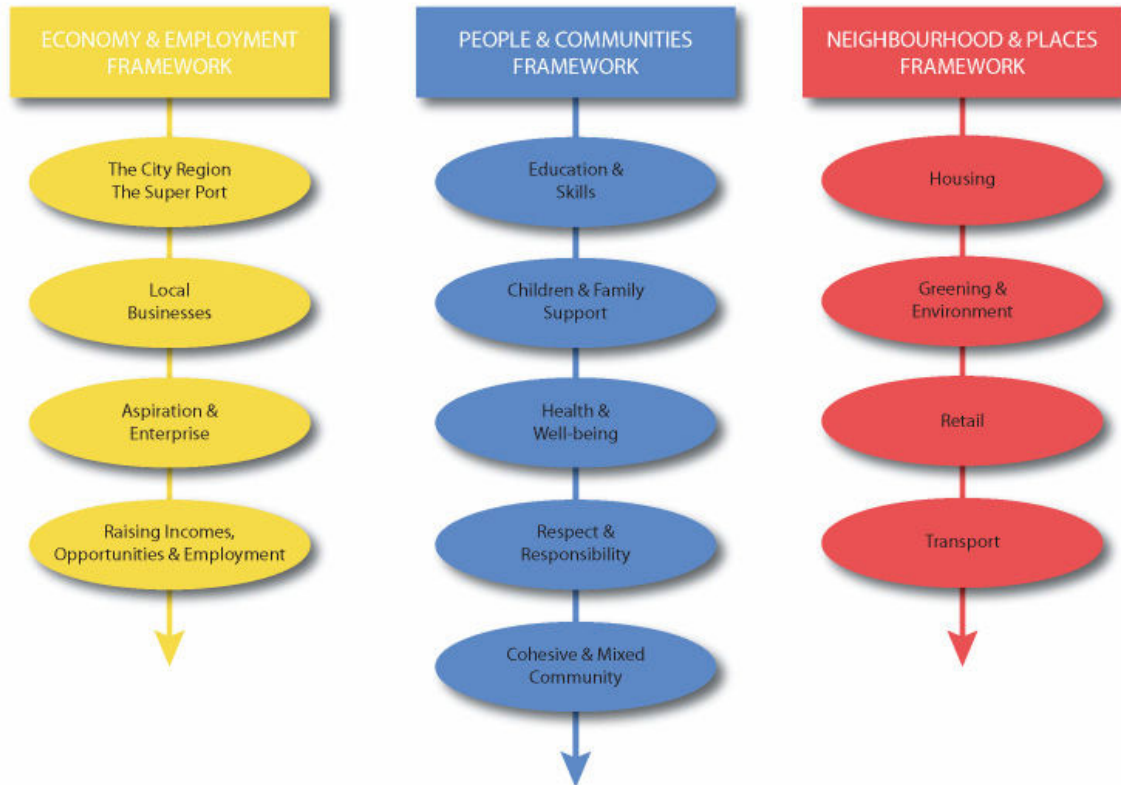 ECONOMY & EMPLOYMENT
FRAMEWORK
The City Region
The Super Port
Local
Businesses
Aspiration &
Enterprise
Raising Incomes,
Opportunities & Employment
PEOPLE & COMMUNITIES
FRAMEWORK
Education &
Skills
Children & Family
Support
Health &
Well-being
Respect &
Responsibility
Cohesive & Mixed
Community
NEIGHBOURHOOD & PLACES
FRAMEWORK
Housing
Greening &
Environment
Retail
Transport